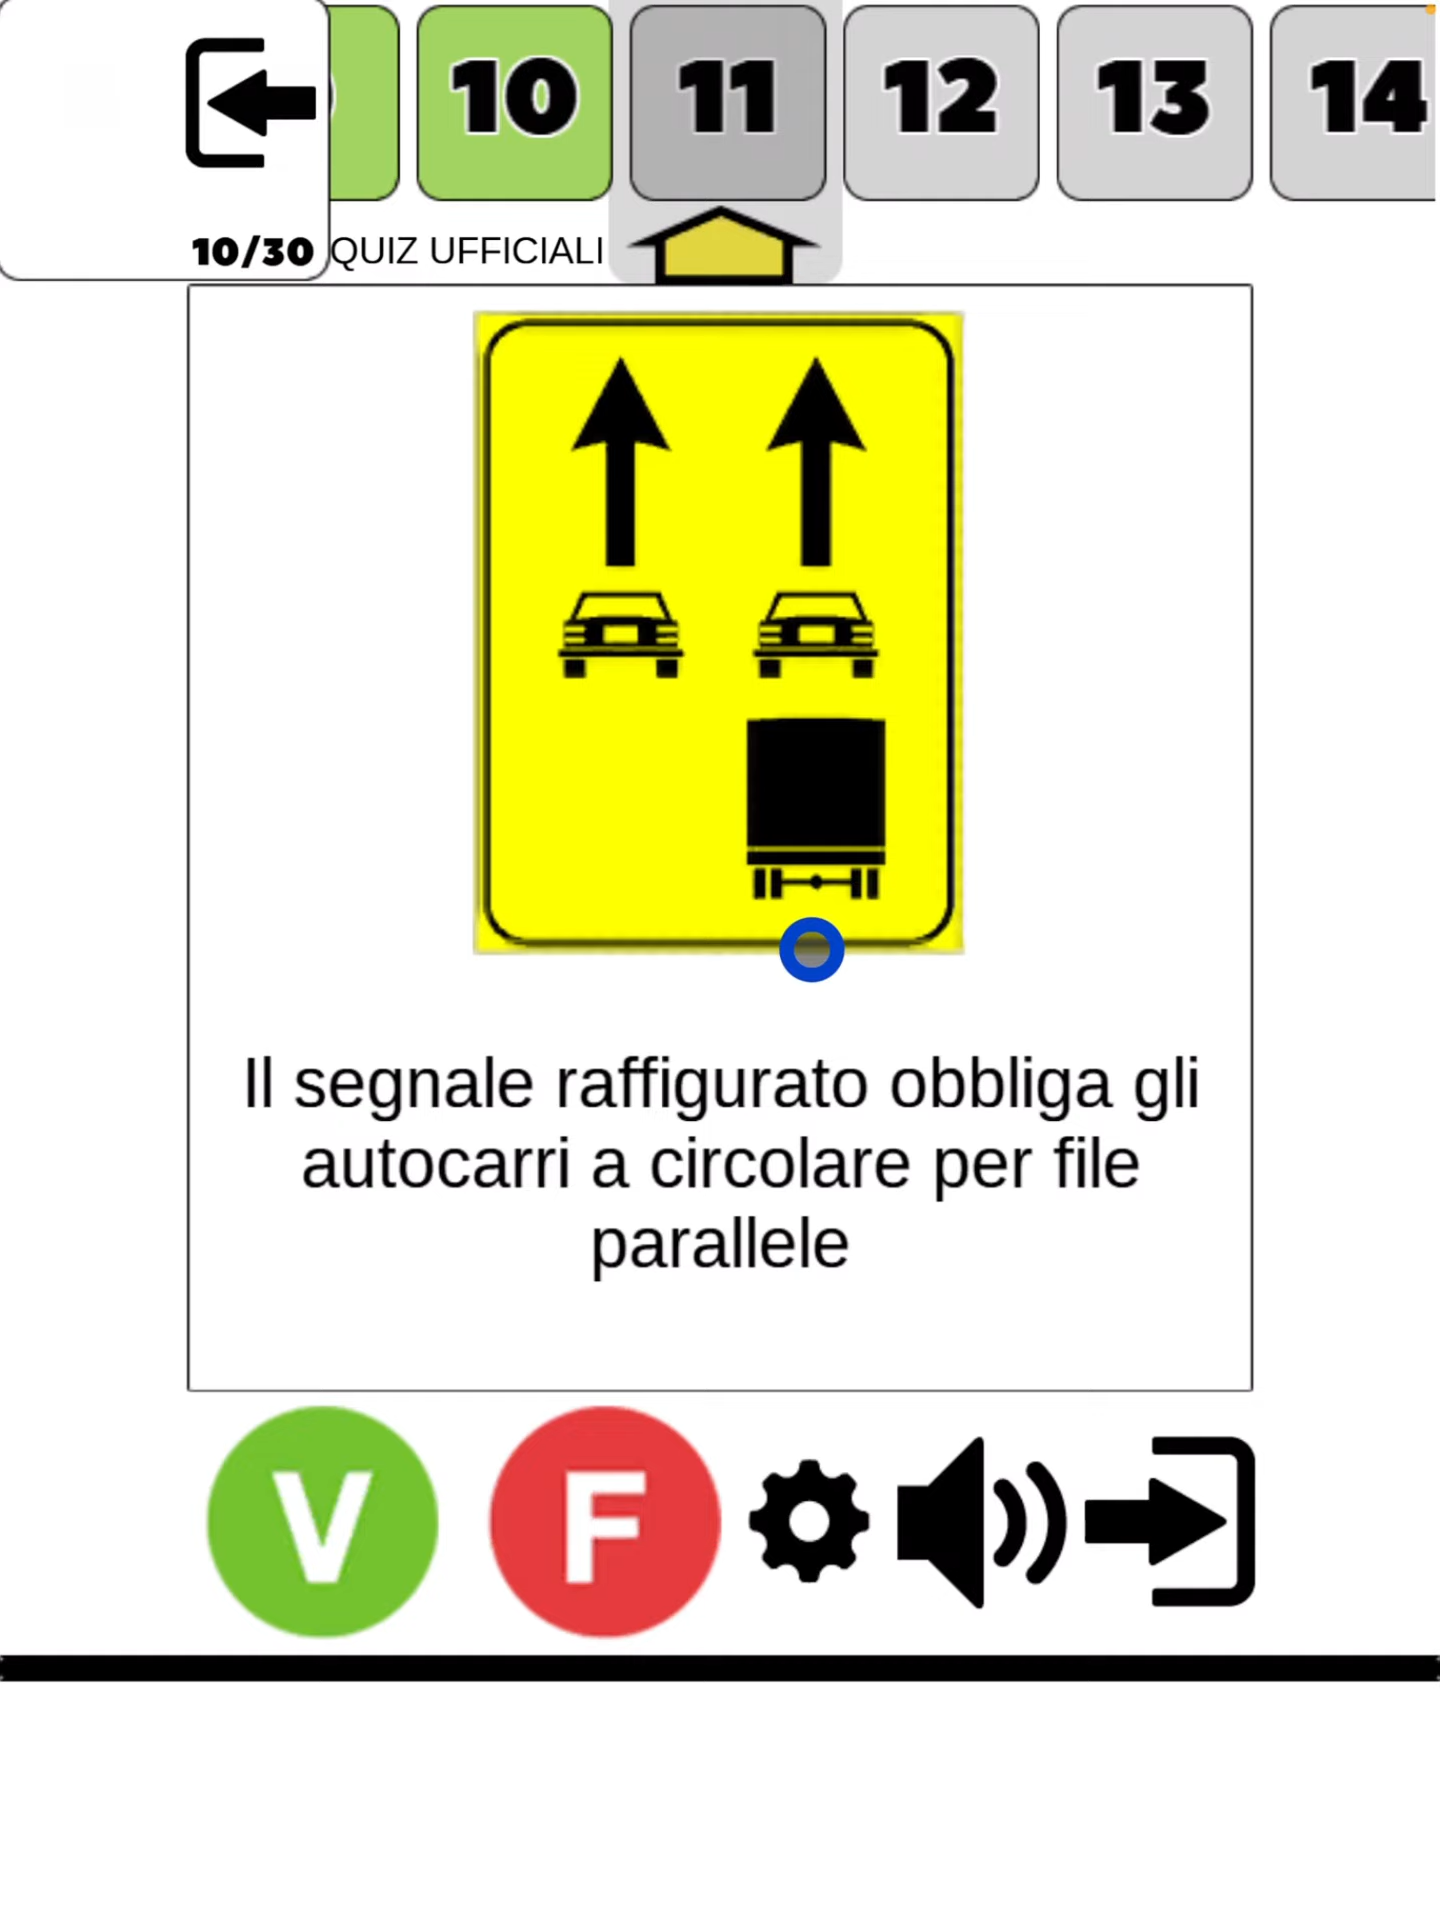 10
11
12
13
14
10/30
QUIZ UFFICIALI
Il segnale raffigurato obbliga gli
autocarri a circolare per file
parallele
V
F